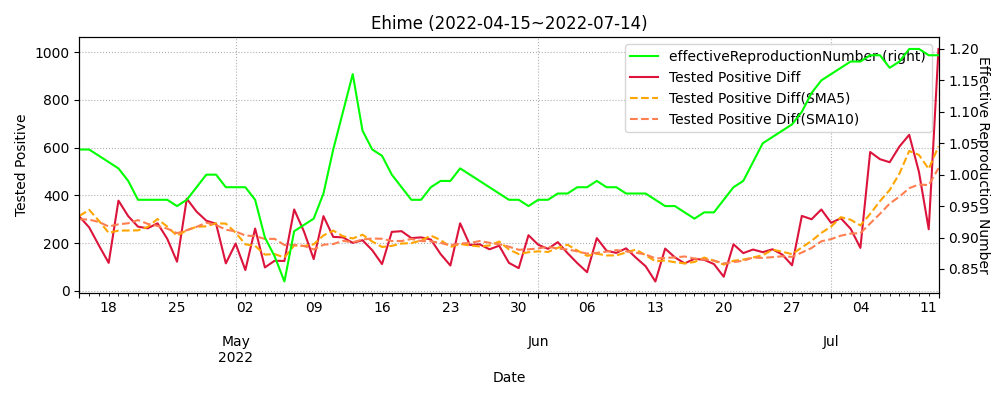 Ehime (2022-04-15~2022-07-14)
effectiveReproductionNumber (right)
Tested Positive Diff
Tested Positive Diff(SMA5)
Tested Positive Diff(SMA10)
Tested Positive
1000
800
600
400
200
0
Effective Reproduction Number
1.20
1.15
1.10
1.05
1.00
0.95
0.90
0.85
18 25 02 09 16 23 30 06 13 20 27 04 11
May Jun Jul
2022
Date